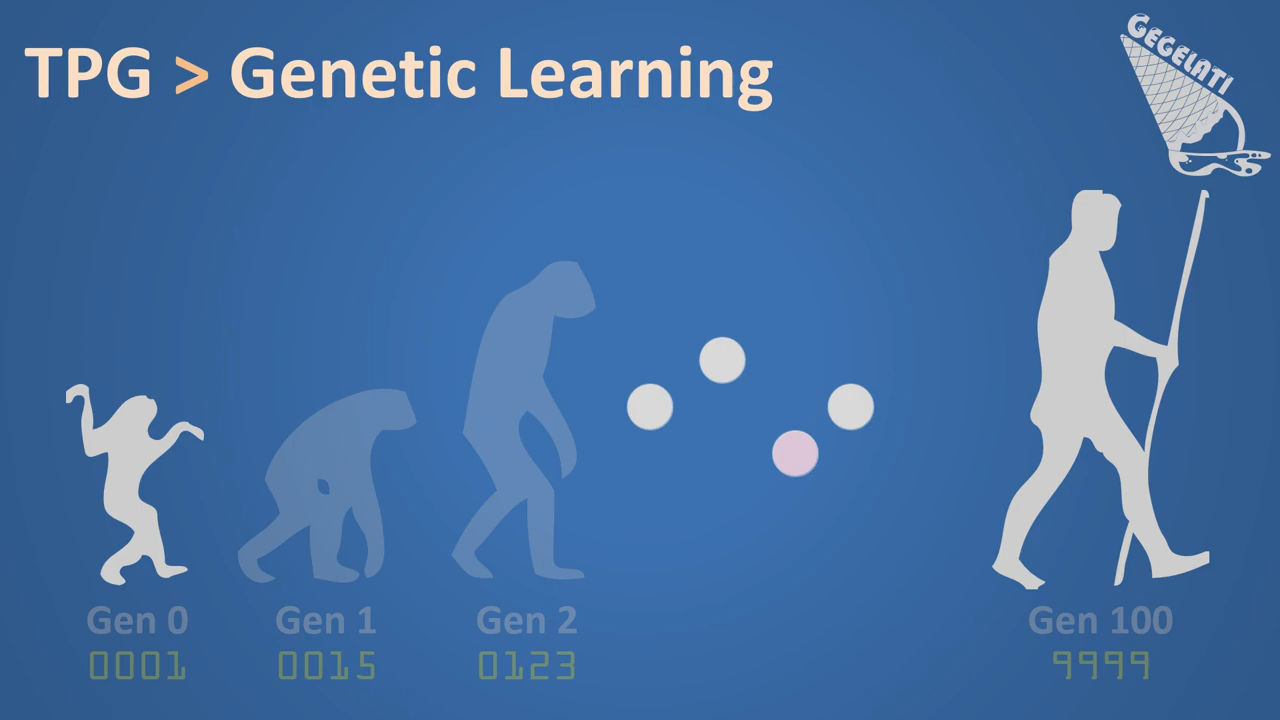 TPG > Genetic Learning
GEGELATI
Gen 0
Gen 1
Gen 2
Gen 100
0001
0015
0123
9999